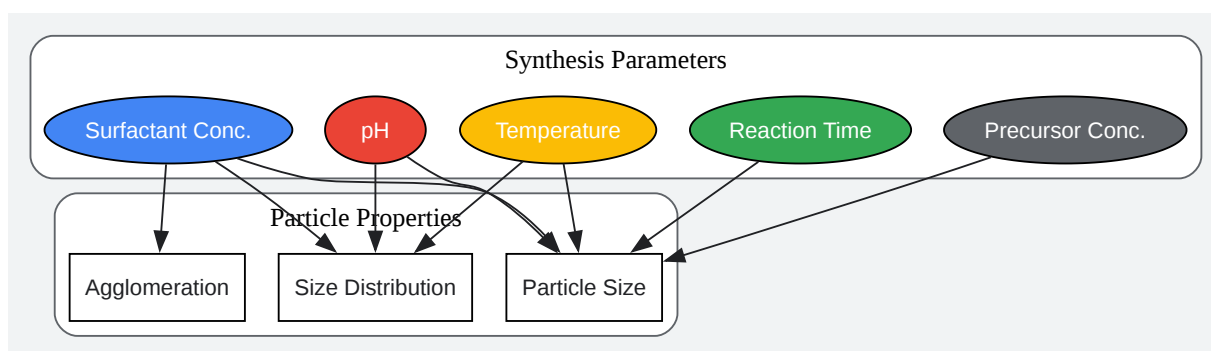 Synthesis Parameters
Surfactant Conc.
pH
Temperature
Reaction Time
Precursor Conc.
Particle Properties
Agglomeration
Size Distribution
Particle Size